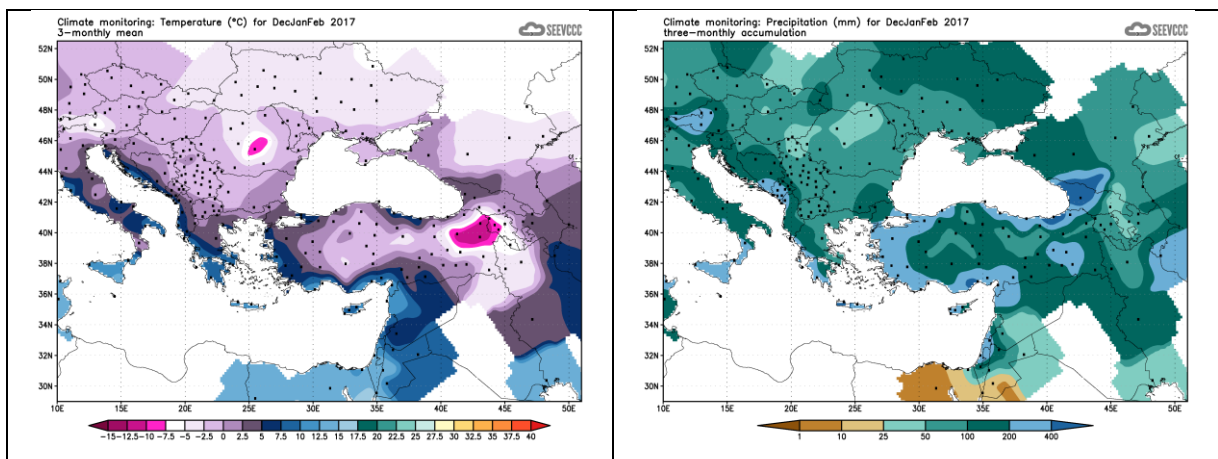 Climate monitoring: Temperature (°C) for DecJanFeb 2017
3-monthly mean
SEEVCCC
52N
50N
48N
46N
44N
42N
40N
38N
36N
34N
32N
30N
10E 15E 20E 25E 30E 35E 40E 45E 50E
-15 -12.5 -10 -7.5 -5 -2.5 0 2.5 5 7.5 10 12.5 15 17.5 20 22.5 25 27.5 30 32.5 35 37.5 40
Climate monitoring: Precipitation (mm) for DecJanFeb 2017
three-monthly accumulation
SEEVCCC
52N
50N
48N
46N
44N
42N
40N
38N
36N
34N
32N
30N
10E 15E 20E 25E 30E 35E 40E 45E 50E
1 10 25 50 100 200 400